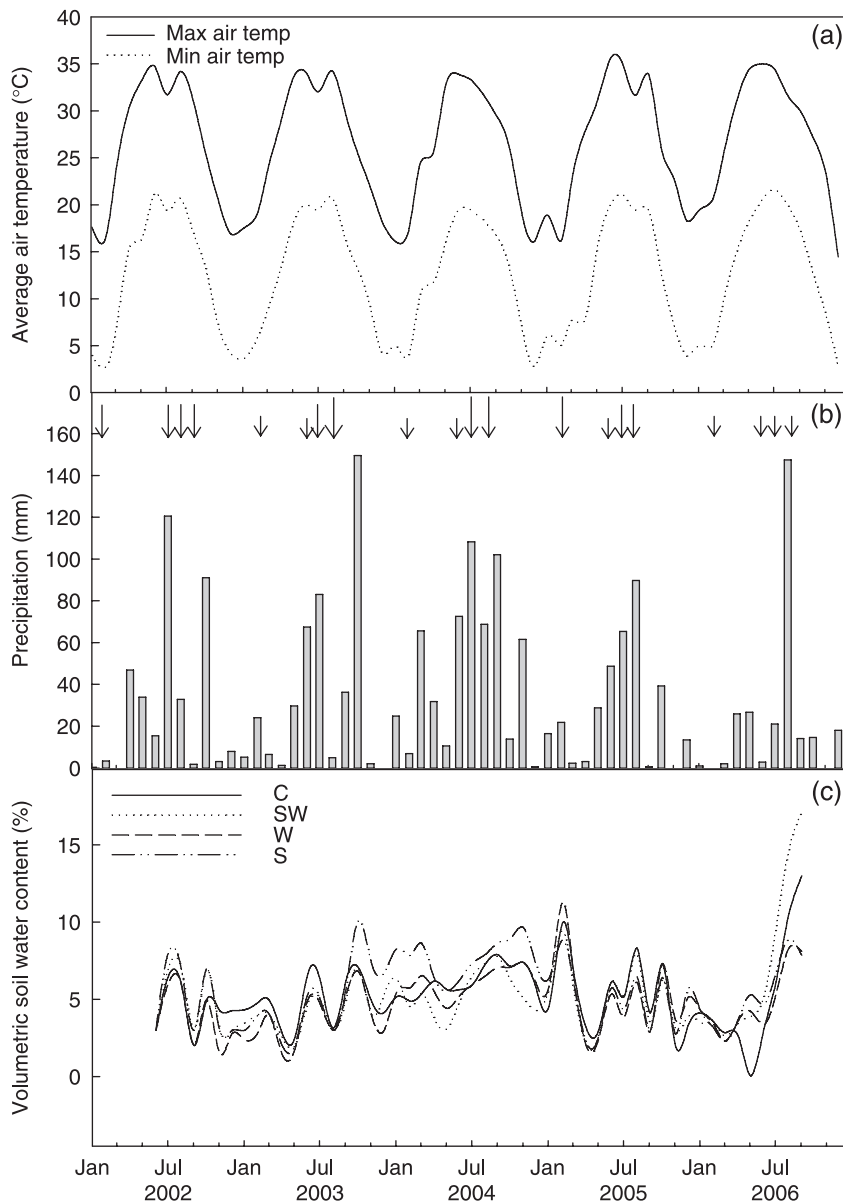 (a)
Max air temp
Min air temp
Average air temperature (°C)
40
35
30
25
20
15
10
5
0
(b)
Precipitation (mm)
160
140
120
100
80
60
40
20
0
(c)
C
SW
W
S
Volumetric soil water content (%)
15
10
5
0
Jan Jul Jan Jul Jan Jul Jan Jul Jan Jul
2002 2003 2004 2005 2006